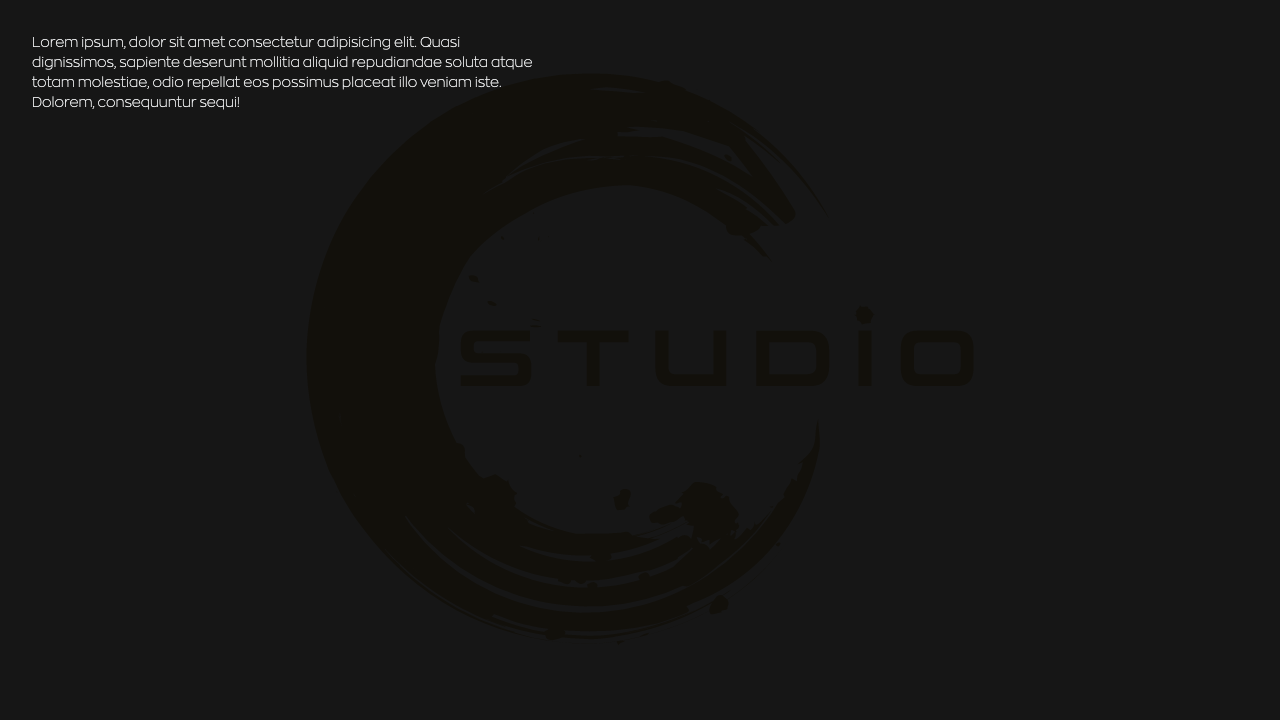 Lorem ipsum, dolor sit amet consectetur adipisicing elit. Quasi
dignissimos, sapiente deserunt mollitia aliquid repudiandae soluta atque
totam molestiae, odio repellat eos possimus placeat illo veniam iste.
Dolorem, consequuntur sequi!
STUDiO